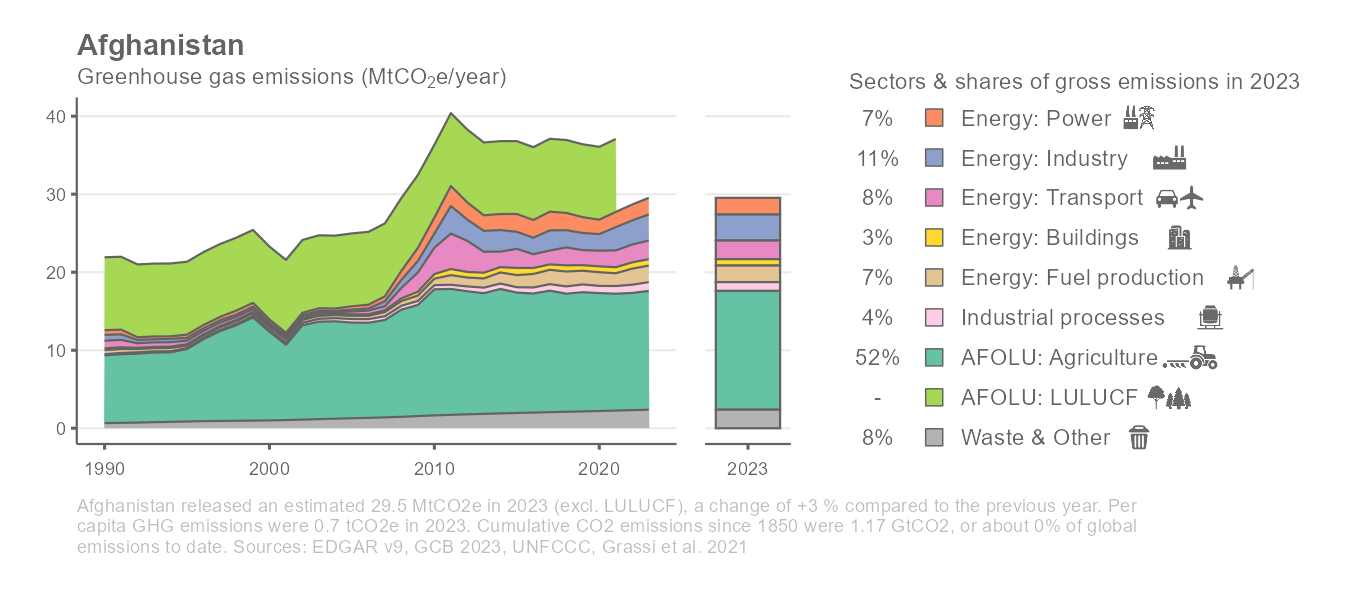 Afghanistan
Greenhouse gas emissions (MtCO₂e/year)
40
30
20
10
0
1990
2000
2010
2020
2023
Sectors & shares of gross emissions in 2023
7% Energy: Power
11% Energy: Industry
8% Energy: Transport
3% Energy: Buildings
7% Energy: Fuel production
4% Industrial processes
52% AFOLU: Agriculture
- AFOLU: LULUCF
8% Waste & Other
Afghanistan released an estimated 29.5 MtCO2e in 2023 (excl. LULUCF), a change of +3 % compared to the previous year. Per
capita GHG emissions were 0.7 tCO2e in 2023. Cumulative CO2 emissions since 1850 were 1.17 GtCO2, or about 0% of global
emissions to date. Sources: EDGAR v9, GCB 2023, UNFCCC, Grassi et al. 2021